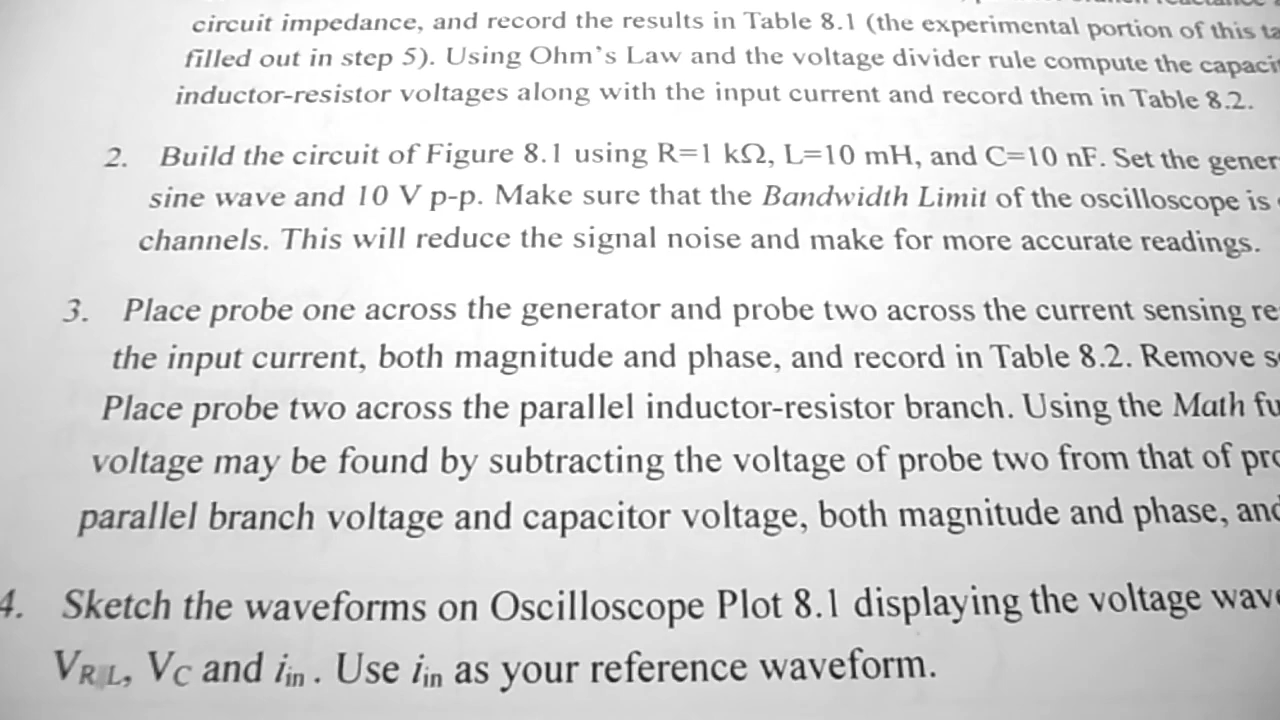 circuit impedance, and record the results in Table 8.1 (the experimental portion of this
filled out in step 5). Using Ohm's Law and the voltage divider rule compute the
inductor-resistor voltages along with the input current and record them in Table 8.2.
2. Build the circuit of Figure 8.1 using R=1 kΩ, L=10 mH, and C=10 nF. Set the
sine wave and 10 V p-p. Make sure that the Bandwidth Limit of the oscilloscope is
channels. This will reduce the signal noise and make for more accurate readings.
3. Place probe one across the generator and probe two across the current sensing
the input current, both magnitude and phase, and record in Table 8.2. Remove
Place probe two across the parallel inductor-resistor branch. Using the Math
voltage may be found by subtracting the voltage of probe two from that of
parallel branch voltage and capacitor voltage, both magnitude and phase,
4. Sketch the waveforms on Oscilloscope Plot 8.1 displaying the voltage
VR||L, VC and iin. Use iin as your reference waveform.